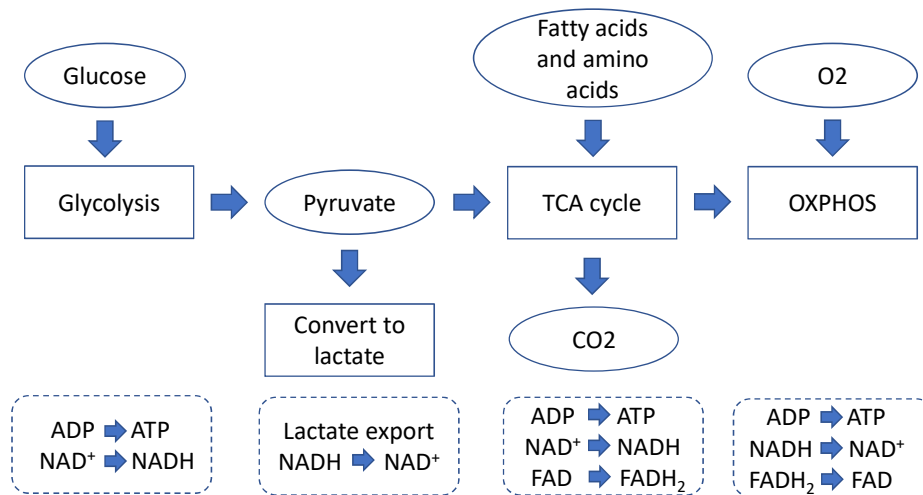 Glucose
Fatty acids
and amino
acids
O2
Glycolysis
Pyruvate
TCA cycle
OXPHOS
Convert to
lactate
CO2
ADP ATP
NAD⁺ NADH
Lactate export
NADH NAD⁺
ADP ATP
NAD⁺ NADH
FAD FADH₂
ADP ATP
NADH NAD⁺
FADH₂ FAD